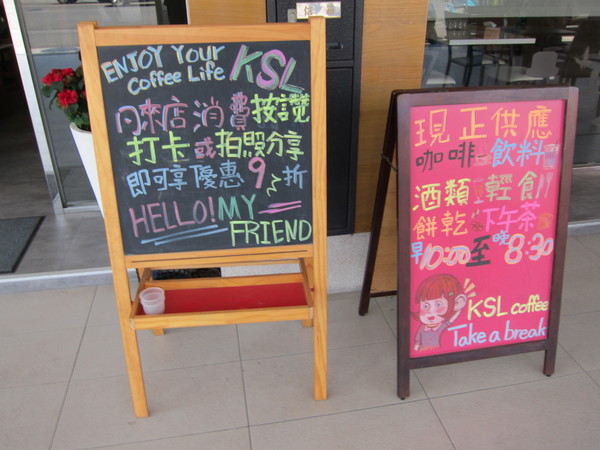 ENJOY YOUR
Coffee Life
KSL
來店消費按讚
打卡或拍照分享
即可享優惠9折
HELLO! MY
FRIEND
現正供應
咖啡 飲料
酒類 輕食
餅乾 下午茶
早10:00至晚8:30
KSL coffee
Take a break